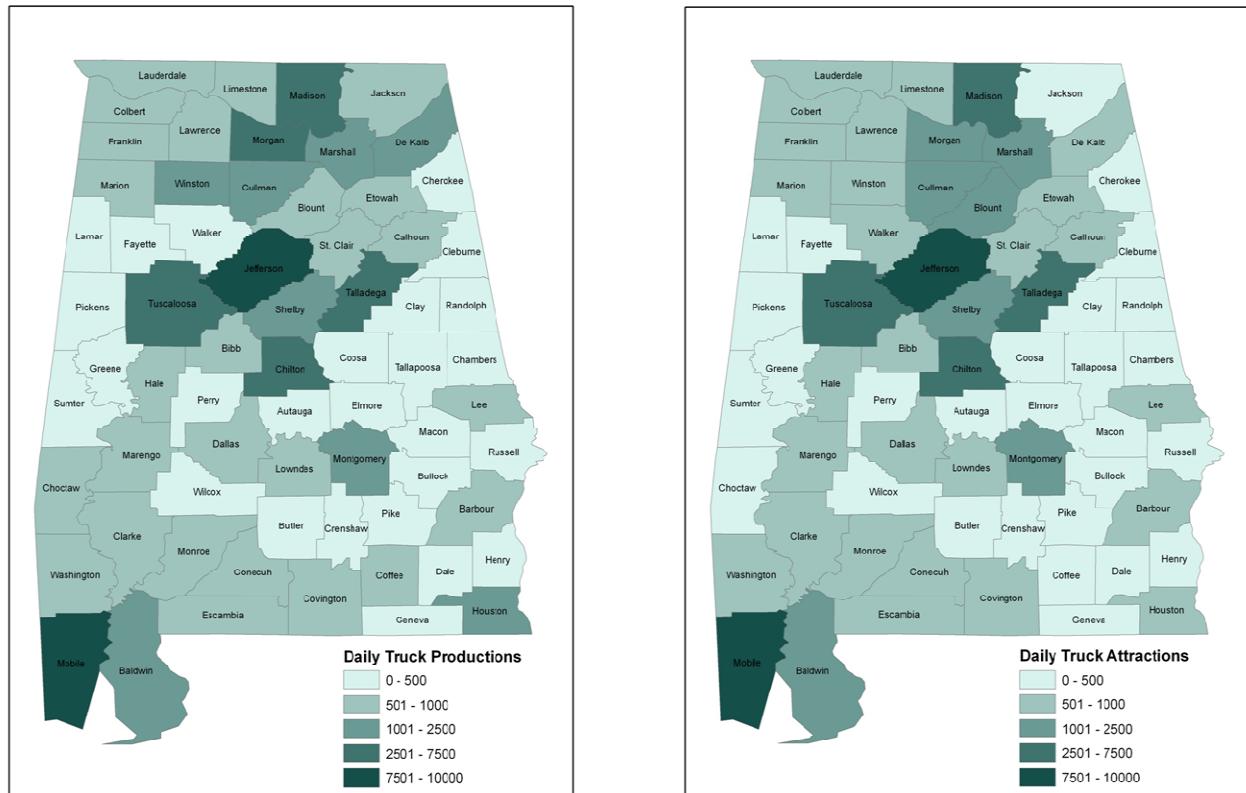 Lauderdale
Limestone
Madison
Jackson
Colbert
Lawrence
Franklin
Morgan
Marshall
De Kalb
Marion
Winston
Cullman
Cherokee
Etowah
Blount
Lamar
Fayette
Walker
St. Clair
Calhoun
Cleburne
Jefferson
Pickens
Tuscaloosa
Talladega
Shelby
Clay
Randolph
Bibb
Coosa
Chambers
Greene
Chilton
Tallapoosa
Hale
Sumter
Perry
Autauga
Elmore
Lee
Macon
Dallas
Marengo
Montgomery
Russell
Lowndes
Choctaw
Wilcox
Bullock
Butler
Crenshaw
Pike
Barbour
Clarke
Monroe
Henry
Washington
Conecuh
Coffee
Dale
Covington
Escambia
Houston
Geneva
Mobile
Baldwin
Daily Truck Productions
0 - 500
501 - 1000
1001 - 2500
2501 - 7500
7501 - 10000
Lauderdale
Limestone
Madison
Jackson
Colbert
Lawrence
Franklin
Morgan
Marshall
De Kalb
Marion
Winston
Cullman
Cherokee
Etowah
Blount
Lamar
Fayette
Walker
St. Clair
Calhoun
Cleburne
Jefferson
Pickens
Tuscaloosa
Talladega
Shelby
Clay
Randolph
Bibb
Coosa
Chambers
Greene
Chilton
Tallapoosa
Hale
Sumter
Perry
Autauga
Elmore
Lee
Macon
Dallas
Marengo
Montgomery
Russell
Lowndes
Choctaw
Wilcox
Bullock
Butler
Crenshaw
Pike
Barbour
Clarke
Monroe
Henry
Washington
Conecuh
Coffee
Dale
Covington
Escambia
Houston
Geneva
Mobile
Baldwin
Daily Truck Attractions
0 - 500
501 - 1000
1001 - 2500
2501 - 7500
7501 - 10000